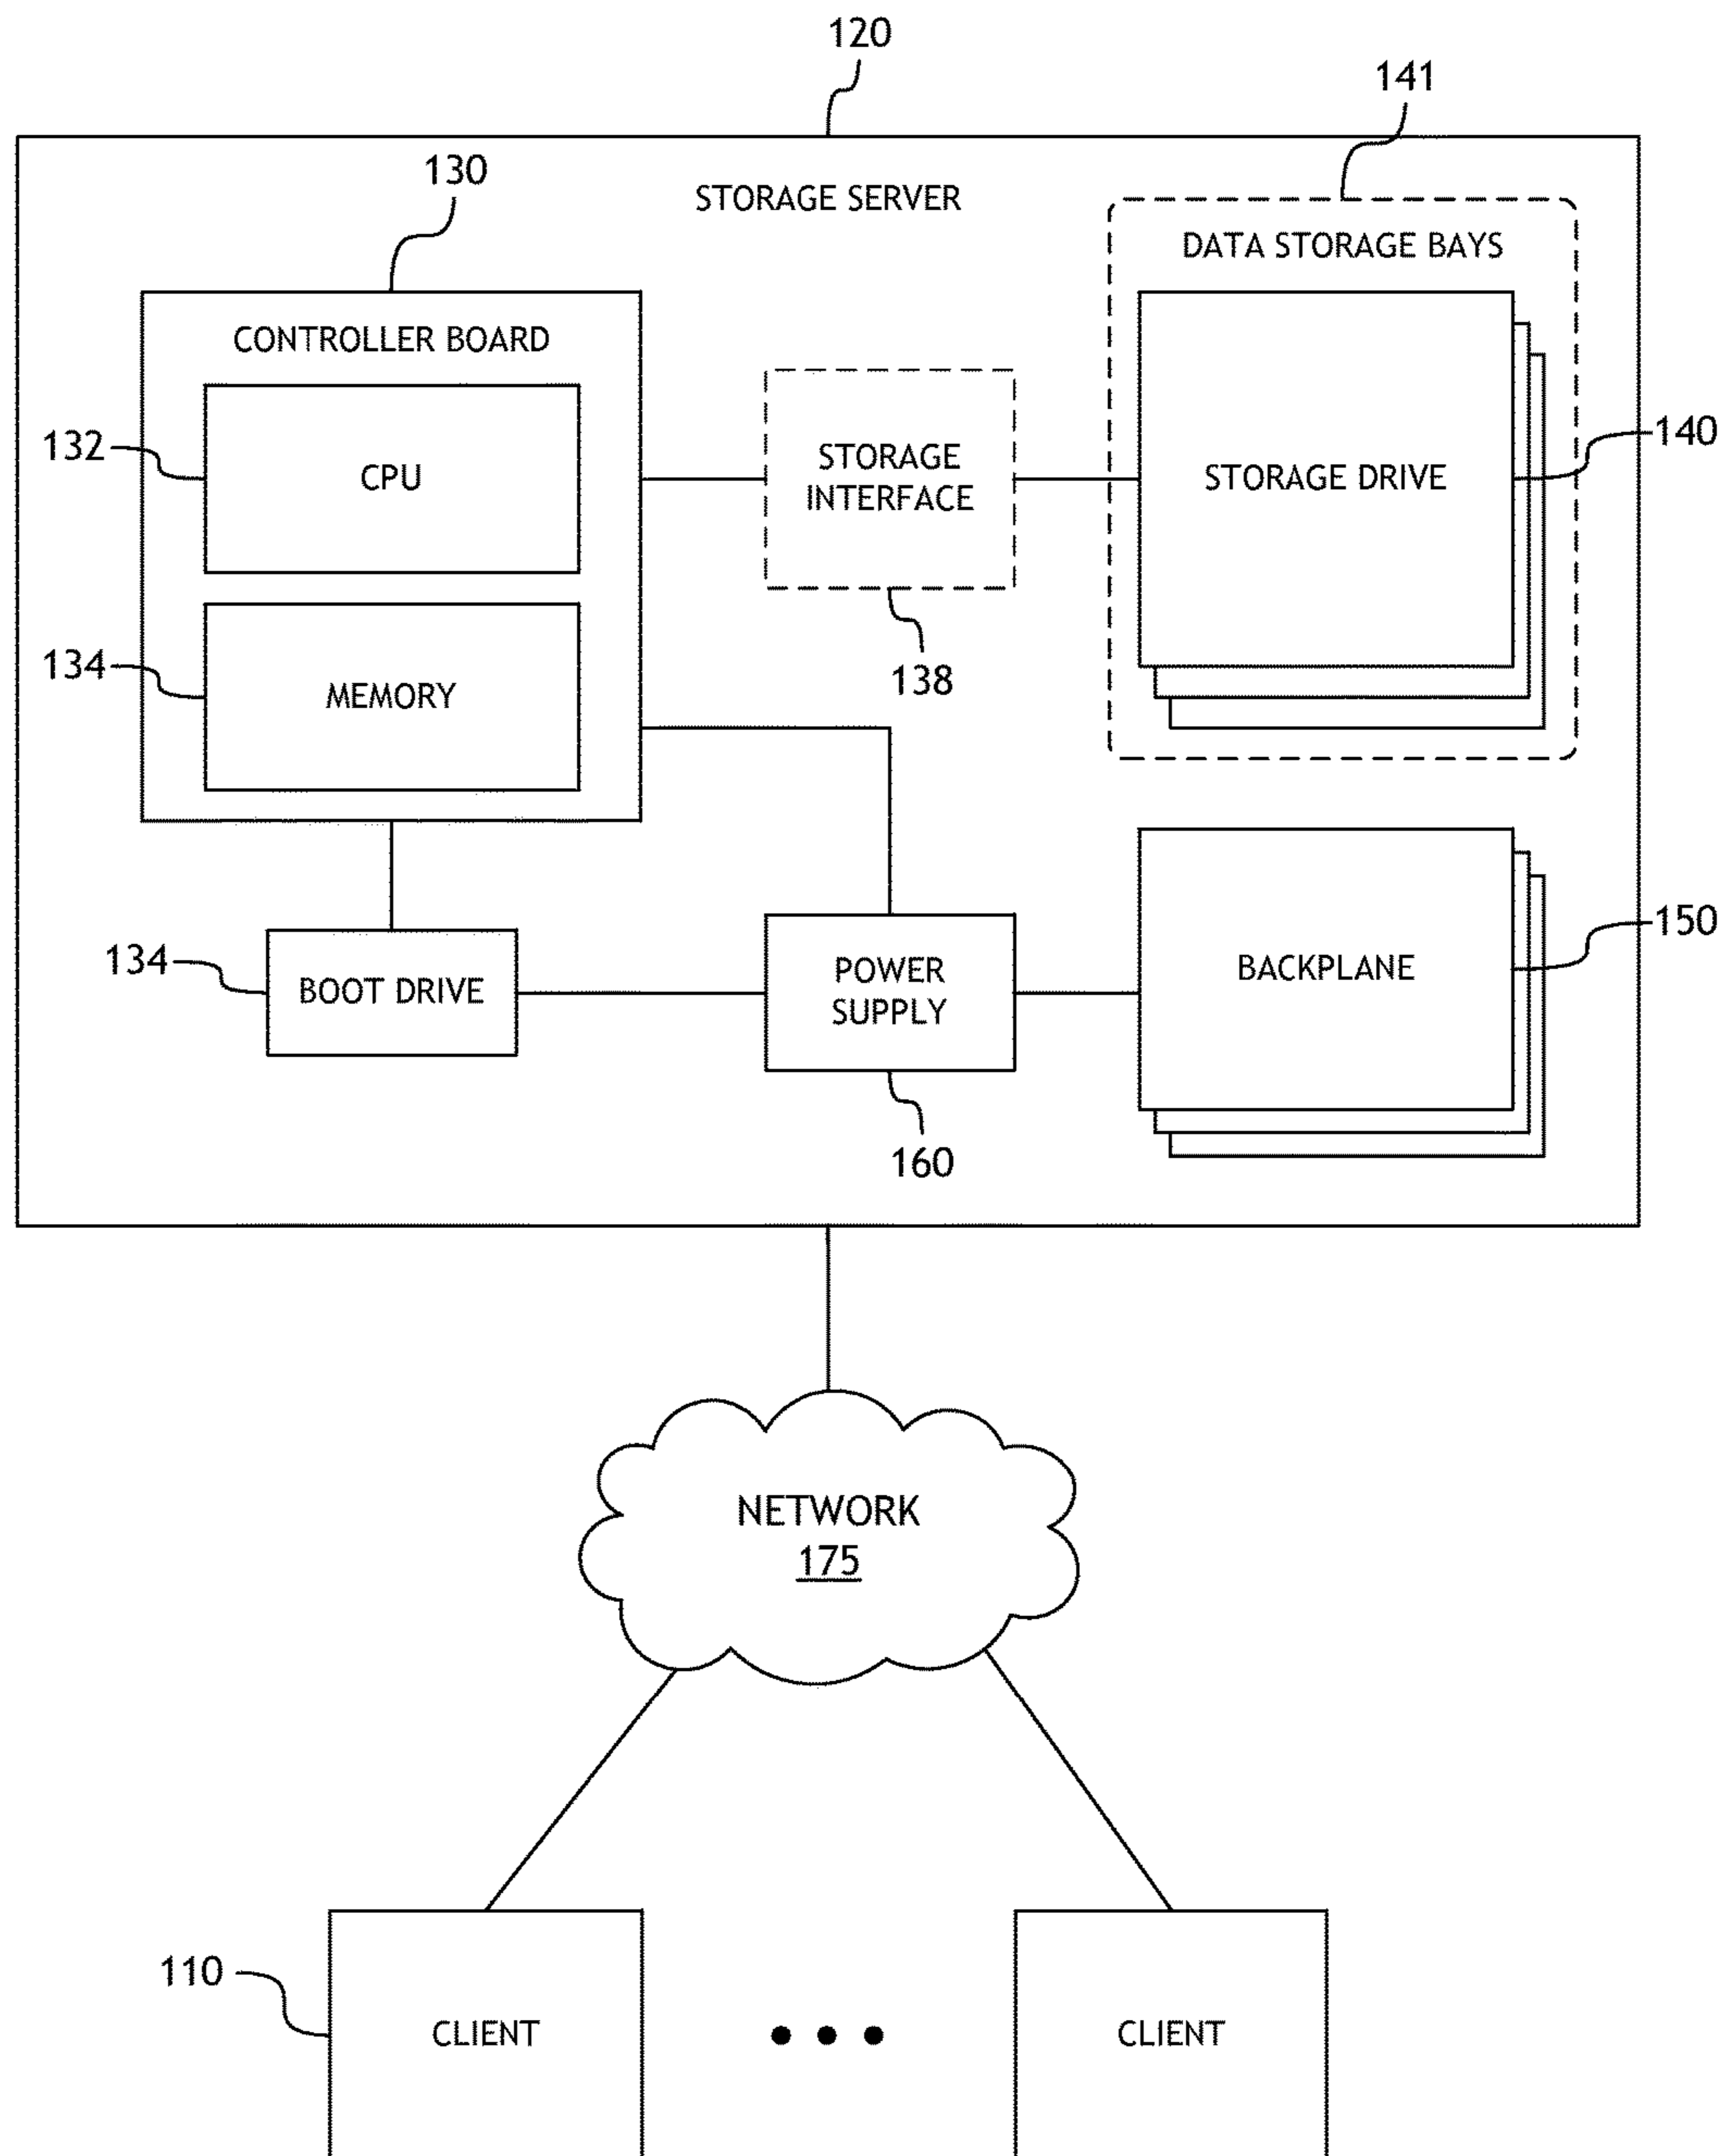 120
141
130
STORAGE SERVER
DATA STORAGE BAYS
CONTROLLER BOARD
132
CPU
STORAGE
INTERFACE
STORAGE DRIVE
140
134
MEMORY
138
134
BOOT DRIVE
POWER
SUPPLY
BACKPLANE
150
160
NETWORK
175
110
CLIENT
CLIENT